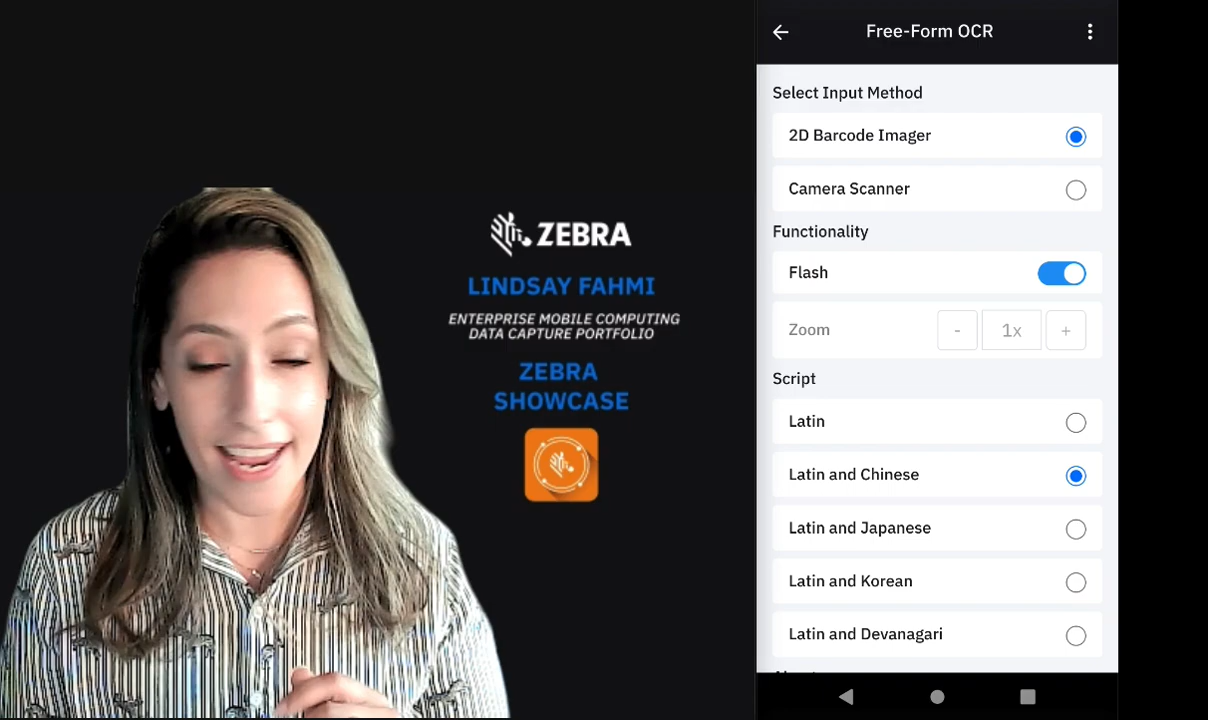 ZEBRA
LINDSAY FAHMI
ENTERPRISE MOBILE COMPUTING
DATA CAPTURE PORTFOLIO
ZEBRA
SHOWCASE
Free-Form OCR
Select Input Method
2D Barcode Imager
Camera Scanner
Functionality
Flash
Zoom
- 1x +
Script
Latin
Latin and Chinese
Latin and Japanese
Latin and Korean
Latin and Devanagari